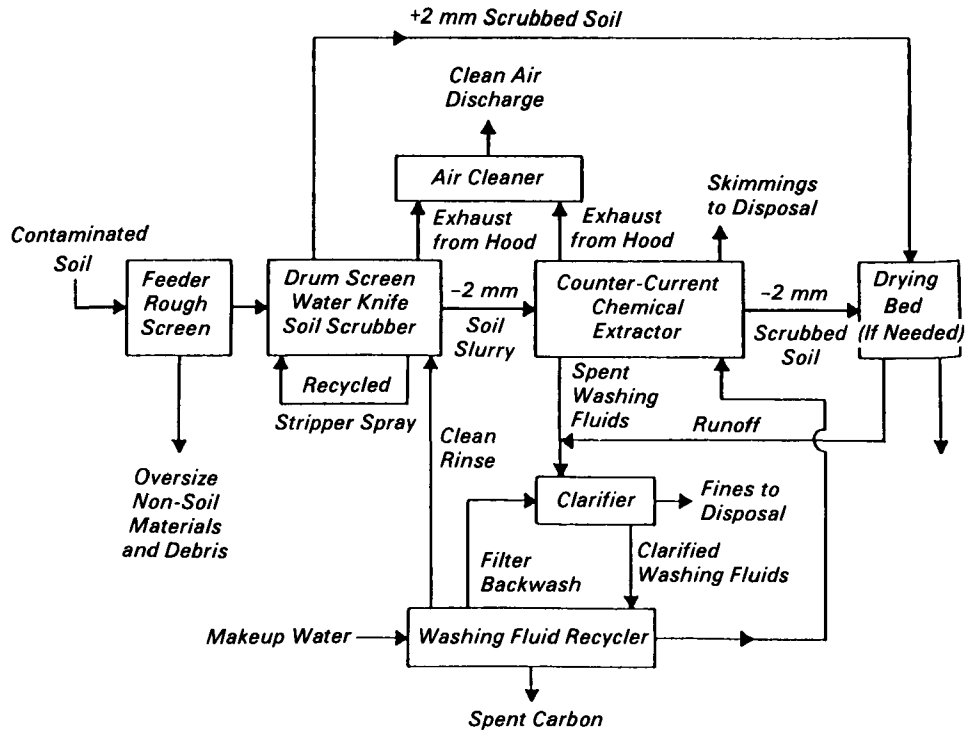 +2 mm Scrubbed Soil
Clean Air
Discharge
Air Cleaner
Skimmings
to Disposal
Exhaust
from Hood
Exhaust
from Hood
Contaminated
Soil
Feeder
Rough
Screen
Drum Screen
Water Knife
Soil Scrubber
−2 mm
Soil
Slurry
Counter-Current
Chemical
Extractor
−2 mm
Scrubbed
Soil
Drying
Bed
(If Needed)
Recycled
Stripper Spray
Spent
Washing
Fluids
Runoff
Clean
Rinse
Oversize
Non-Soil
Materials
and Debris
Clarifier
Fines to
Disposal
Filter
Backwash
Clarified
Washing Fluids
Makeup Water
Washing Fluid Recycler
Spent Carbon